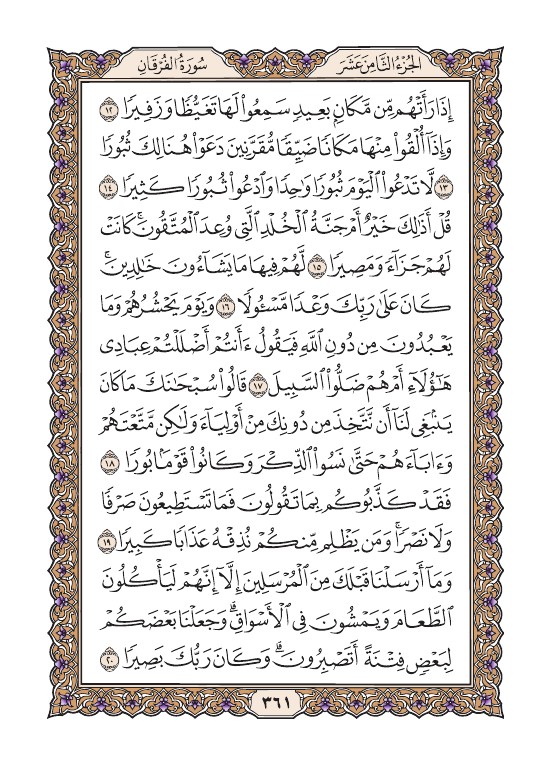 الجُزْءُ الثَّامِنَ عَشَرَ سُورَةُ الفُرْقَانِ
إِذَا رَأَتْهُم مِّن مَّكَانٍۭ بَعِيدٍ سَمِعُوا۟ لَهَا تَغَيُّظًا وَزَفِيرًا ١٢
وَإِذَآ أُلْقُوا۟ مِنْهَا مَكَانًا ضَيِّقًا مُّقَرَّنِينَ دَعَوْا۟ هُنَالِكَ ثُبُورًا
١٣ لَّا تَدْعُوا۟ ٱلْيَوْمَ ثُبُورًا وَٰحِدًا وَٱدْعُوا۟ ثُبُورًا كَثِيرًا ١٤
قُلْ أَذَٰلِكَ خَيْرٌ أَمْ جَنَّةُ ٱلْخُلْدِ ٱلَّتِى وُعِدَ ٱلْمُتَّقُونَ ۚ كَانَتْ
لَهُمْ جَزَآءً وَمَصِيرًا ١٥ لَّهُمْ فِيهَا مَا يَشَآءُونَ خَٰلِدِينَ ۚ
كَانَ عَلَىٰ رَبِّكَ وَعْدًا مَّسْـُٔولًا ١٦ وَيَوْمَ يَحْشُرُهُمْ وَمَا
يَعْبُدُونَ مِن دُونِ ٱللَّهِ فَيَقُولُ ءَأَنتُمْ أَضْلَلْتُمْ عِبَادِى
هَٰٓؤُلَآءِ أَمْ هُمْ ضَلُّوا۟ ٱلسَّبِيلَ ١٧ قَالُوا۟ سُبْحَٰنَكَ مَا كَانَ
يَنۢبَغِى لَنَآ أَن نَّتَّخِذَ مِن دُونِكَ مِنْ أَوْلِيَآءَ وَلَٰكِن مَّتَّعْتَهُمْ
وَءَابَآءَهُمْ حَتَّىٰ نَسُوا۟ ٱلذِّكْرَ وَكَانُوا۟ قَوْمًۢا بُورًا ١٨
فَقَدْ كَذَّبُوكُم بِمَا تَقُولُونَ فَمَا تَسْتَطِيعُونَ صَرْفًا
وَلَا نَصْرًا ۚ وَمَن يَظْلِم مِّنكُمْ نُذِقْهُ عَذَابًا كَبِيرًا ١٩
وَمَآ أَرْسَلْنَا قَبْلَكَ مِنَ ٱلْمُرْسَلِينَ إِلَّآ إِنَّهُمْ لَيَأْكُلُونَ
ٱلطَّعَامَ وَيَمْشُونَ فِى ٱلْأَسْوَاقِ ۗ وَجَعَلْنَا بَعْضَكُمْ
لِبَعْضٍ فِتْنَةً أَتَصْبِرُونَ ۗ وَكَانَ رَبُّكَ بَصِيرًا ٢٠
٣٦١